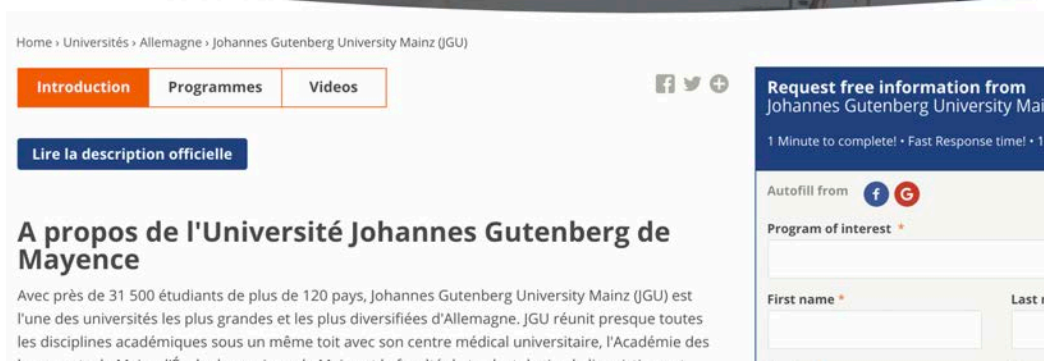 Home › Universités › Allemagne › Johannes Gutenberg University Mainz (JGU)
Introduction
Programmes
Videos
Lire la description officielle
A propos de l'Université Johannes Gutenberg de
Mayence
Avec près de 31 500 étudiants de plus de 120 pays, Johannes Gutenberg University Mainz (JGU) est
l'une des universités les plus grandes et les plus diversifiées d'Allemagne. JGU réunit presque toutes
les disciplines académiques sous un même toit avec son centre médical universitaire, l'Académie des
Request free information from
Johannes Gutenberg University Mai
1 Minute to complete! • Fast Response time! • 1
Autofill from
Program of interest *
First name *
Last